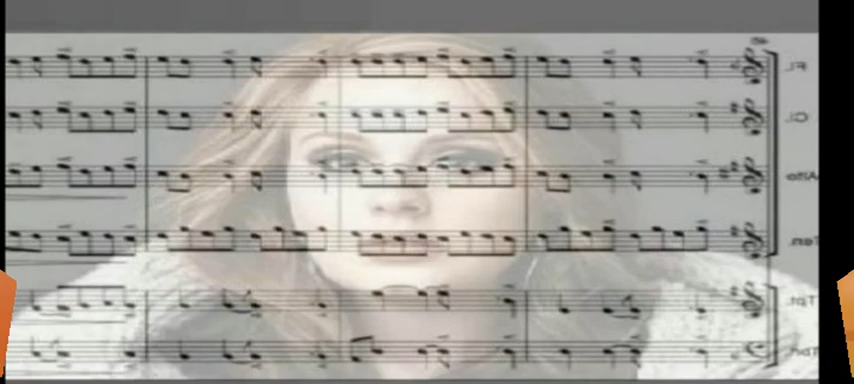 Fl.
Cl.
Alto
Ten.
Tpt.
Tbn.